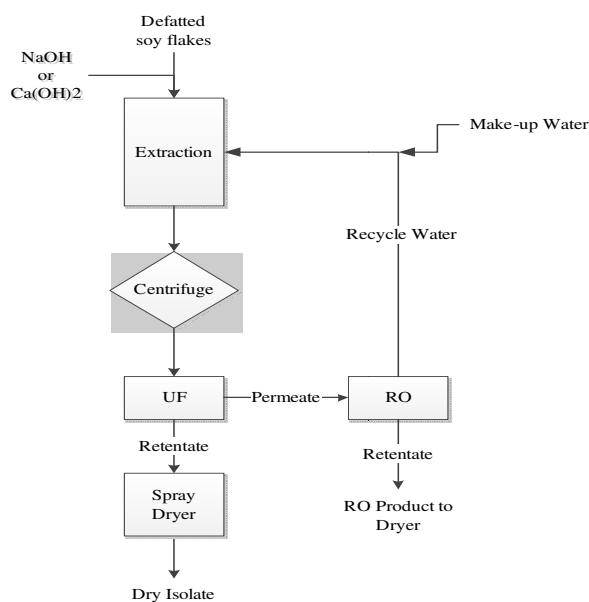 Defatted
soy flakes
NaOH
or
Ca(OH)2
Extraction
Make-up Water
Recycle Water
Centrifuge
UF
Permeate
RO
Retentate
Retentate
Spray
Dryer
RO Product to
Dryer
Dry Isolate